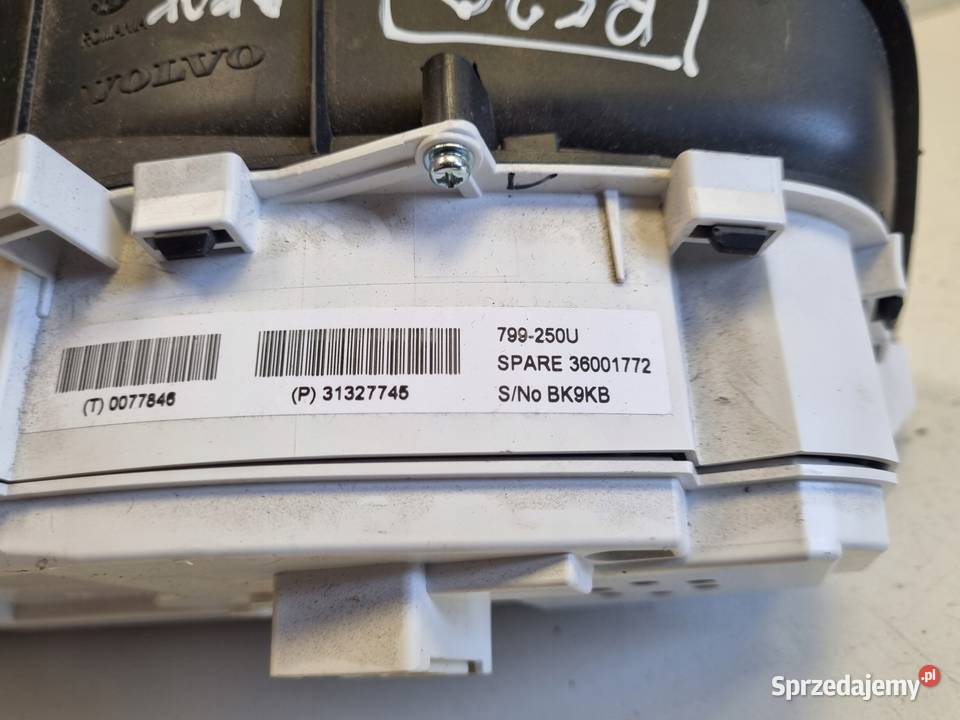 VOLVO
799-250U
SPARE 36001772
S/No BK9KB
(T) 0077846
(P) 31327745
Sprzedajemy.pl